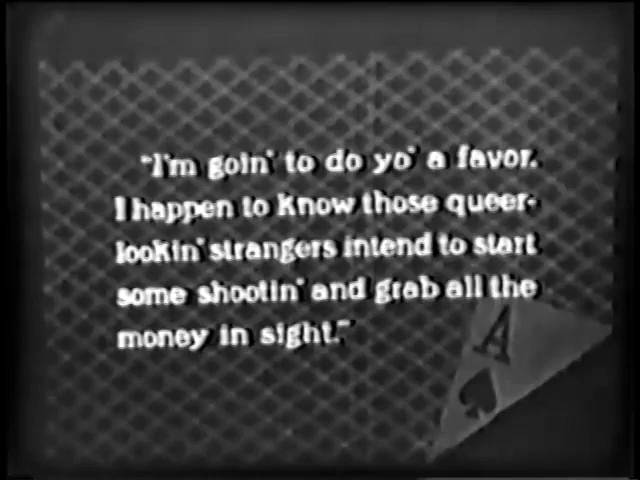 "I'm goin' to do yo' a favor.
I happen to know those queer-
lookin' strangers intend to start
some shootin' and grab all the
money in sight."
A